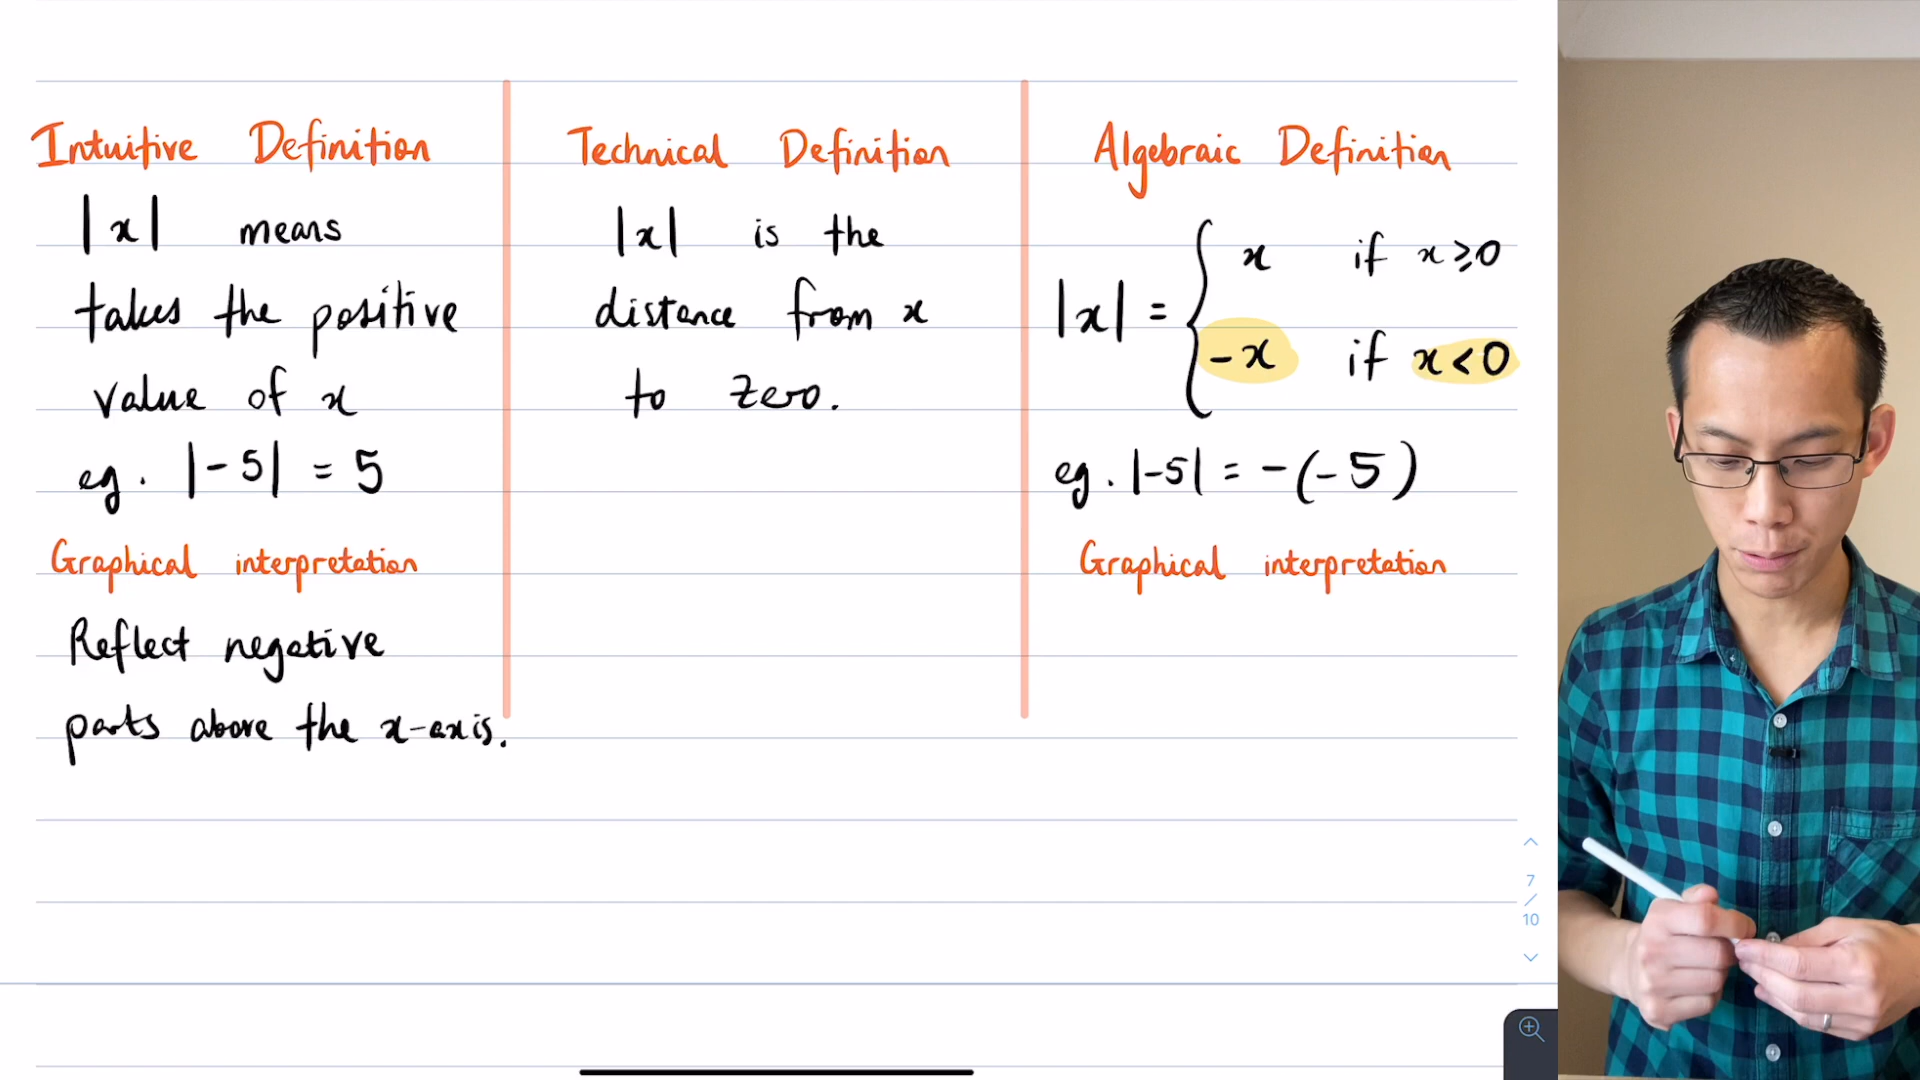 Intuitive Definition
|x| means
takes the positive
value of x
eg. |-5| = 5
Graphical interpretation
Reflect negative
parts above the x-axis.
Technical Definition
|x| is the
distance from x
to zero.
Algebraic Definition
|x| = { x if x ⩾ 0
-x if x < 0
eg. |-5| = -(-5)
Graphical interpretation
7
/
10